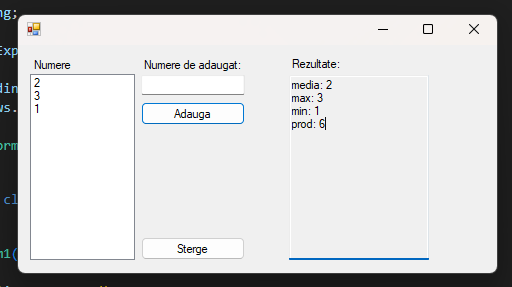 ng;
Exp
din
ws.
orm
cl
n1(
Numere
2
3
1
Numere de adaugat:
Adauga
Sterge
Rezultate:
media: 2
max: 3
min: 1
prod: 6